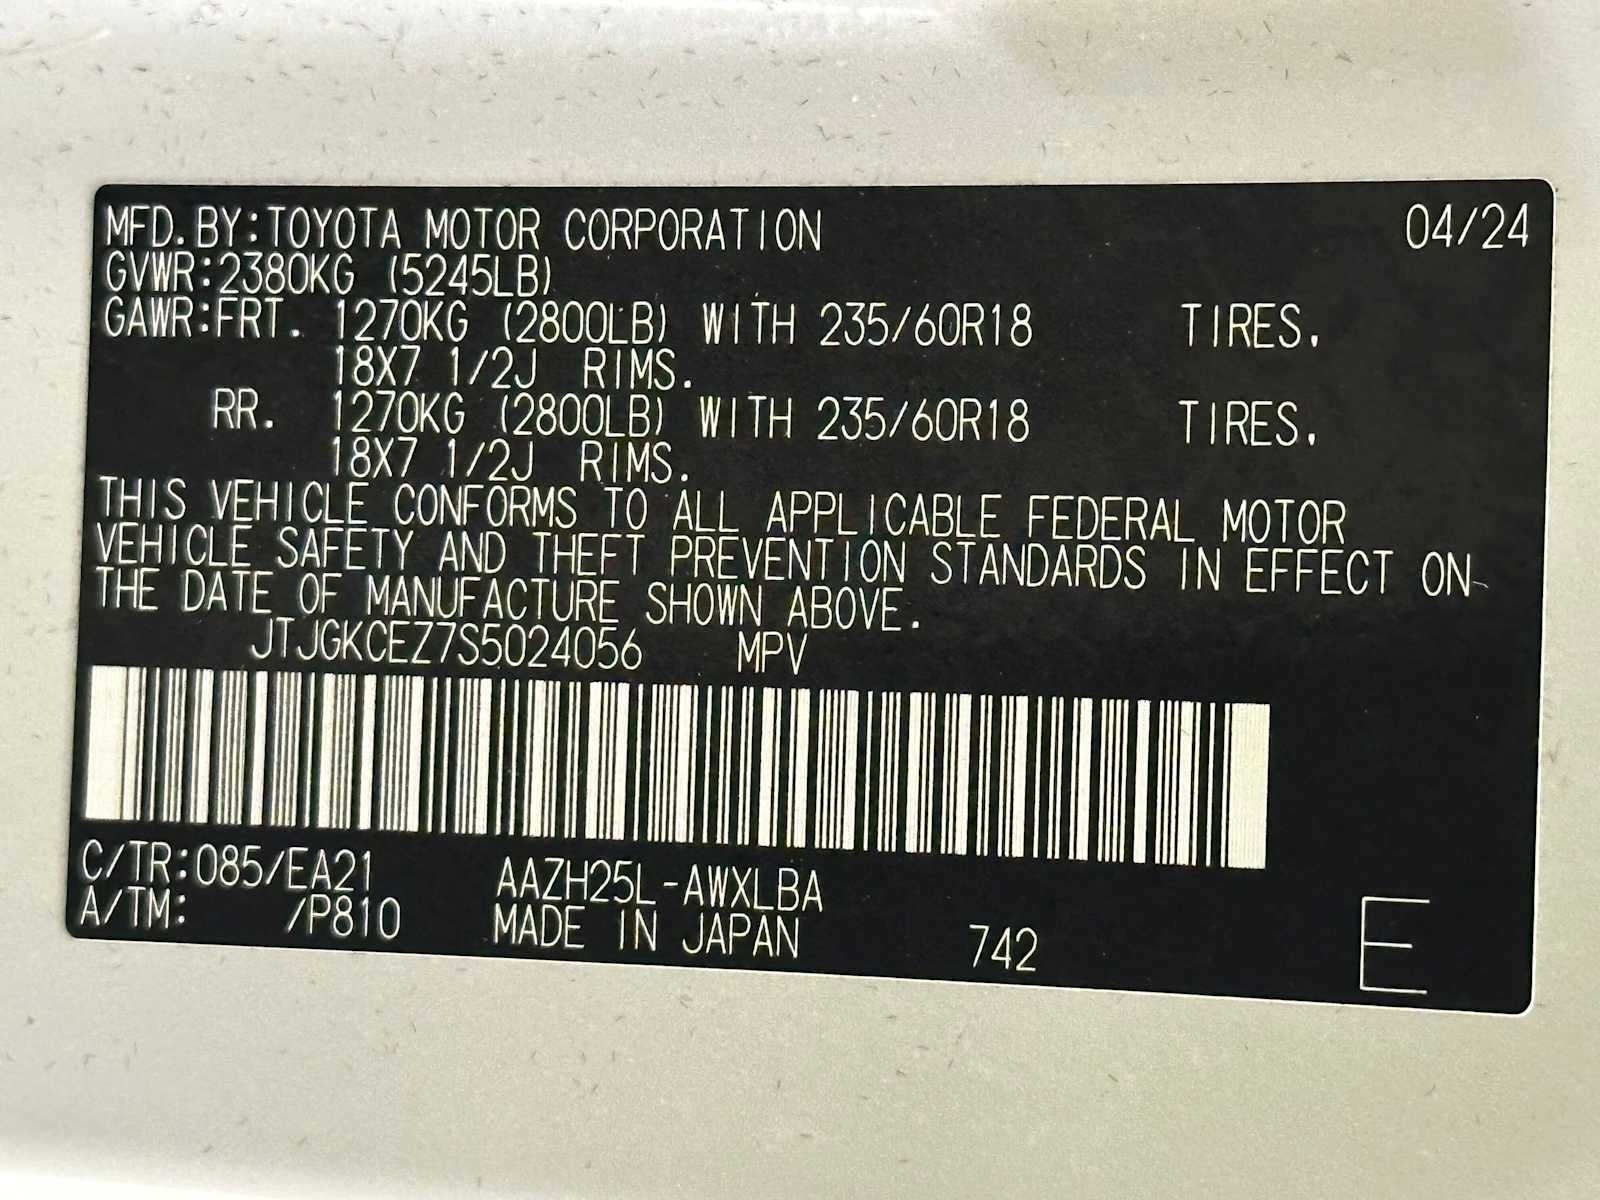 MFD.BY:TOYOTA MOTOR CORPORATION 04/24
GVWR:2380KG (5245LB)
GAWR:FRT. 1270KG (2800LB) WITH 235/60R18 TIRES.
18X7 1/2J RIMS.
RR. 1270KG (2800LB) WITH 235/60R18 TIRES.
18X7 1/2J RIMS.
THIS VEHICLE CONFORMS TO ALL APPLICABLE FEDERAL MOTOR
VEHICLE SAFETY AND THEFT PREVENTION STANDARDS IN EFFECT ON
THE DATE OF MANUFACTURE SHOWN ABOVE.
JTJGKCEZ7S5024056 MPV
C/TR:085/EA21 AAZH25L-AWXLBA
A/TM: /P810 MADE IN JAPAN 742 E